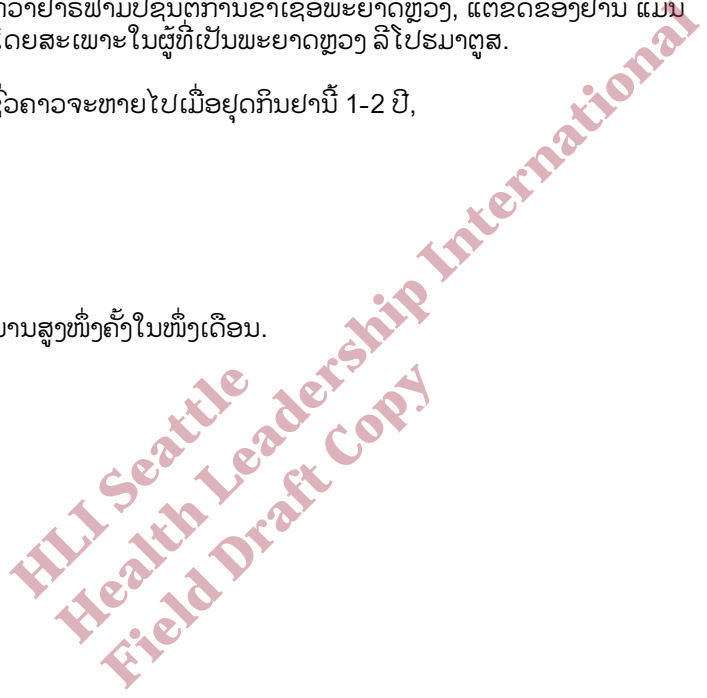 ກວ່າຢາຣີຟາມປີຊິນຕໍ່ການຂ້າເຊື້ອພະຍາດຫຼວງ, ແຕ່ຂໍ້ດີຂອງຢານີ້ ແມ່ນ
ໂດຍສະເພາະໃນຜູ້ທີ່ເປັນພະຍາດຫຼວງ ລີໂປຮມາຕູສ.
ຊົ່ວຄາວຈະຫາຍໄປເມື່ອຢຸດກິນຢານີ້ 1-2 ປີ,
ສູງໜຶ່ງຄັ້ງໃນໜຶ່ງເດືອນ.
HLI Seattle
Health Leadership International
Field Draft Copy